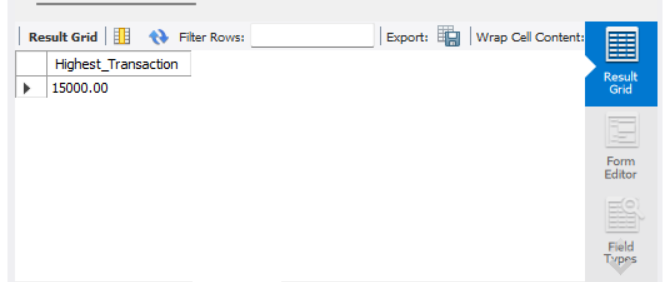 Result Grid Filter Rows: Export: Wrap Cell Content:
Highest_Transaction
15000.00
Result
Grid
Form
Editor
Field
Types